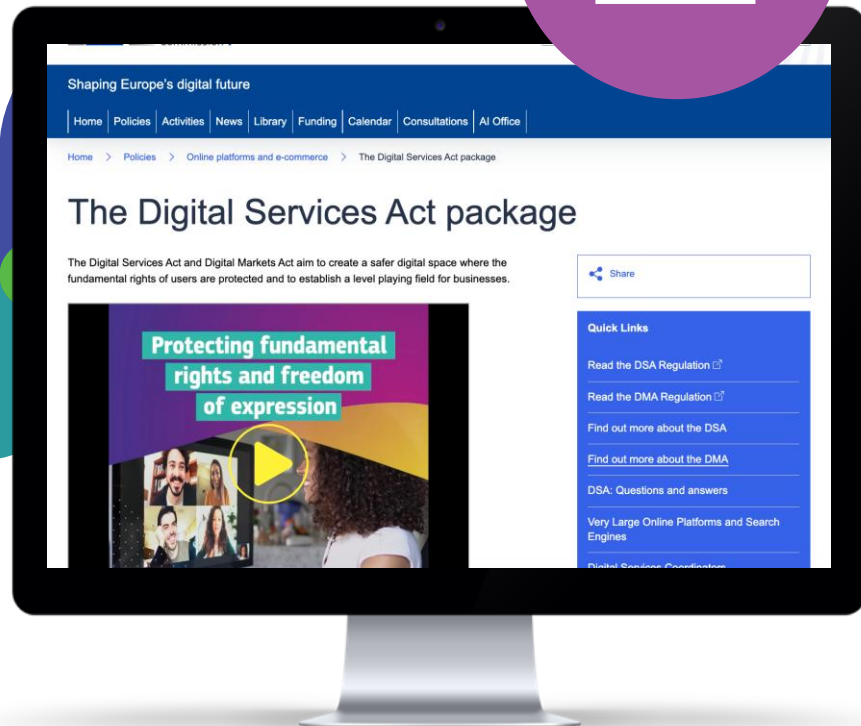 Shaping Europe's digital future
Home Policies Activities News Library Funding Calendar Consultations AI Office
Home > Policies > Online platforms and e-commerce > The Digital Services Act package
The Digital Services Act package
The Digital Services Act and Digital Markets Act aim to create a safer digital space where the
fundamental rights of users are protected and to establish a level playing field for businesses.
Protecting fundamental
rights and freedom
of expression
Share
Quick Links
Read the DSA Regulation
Read the DMA Regulation
Find out more about the DSA
Find out more about the DMA
DSA: Questions and answers
Very Large Online Platforms and Search
Engines
Digital Services Coordinators